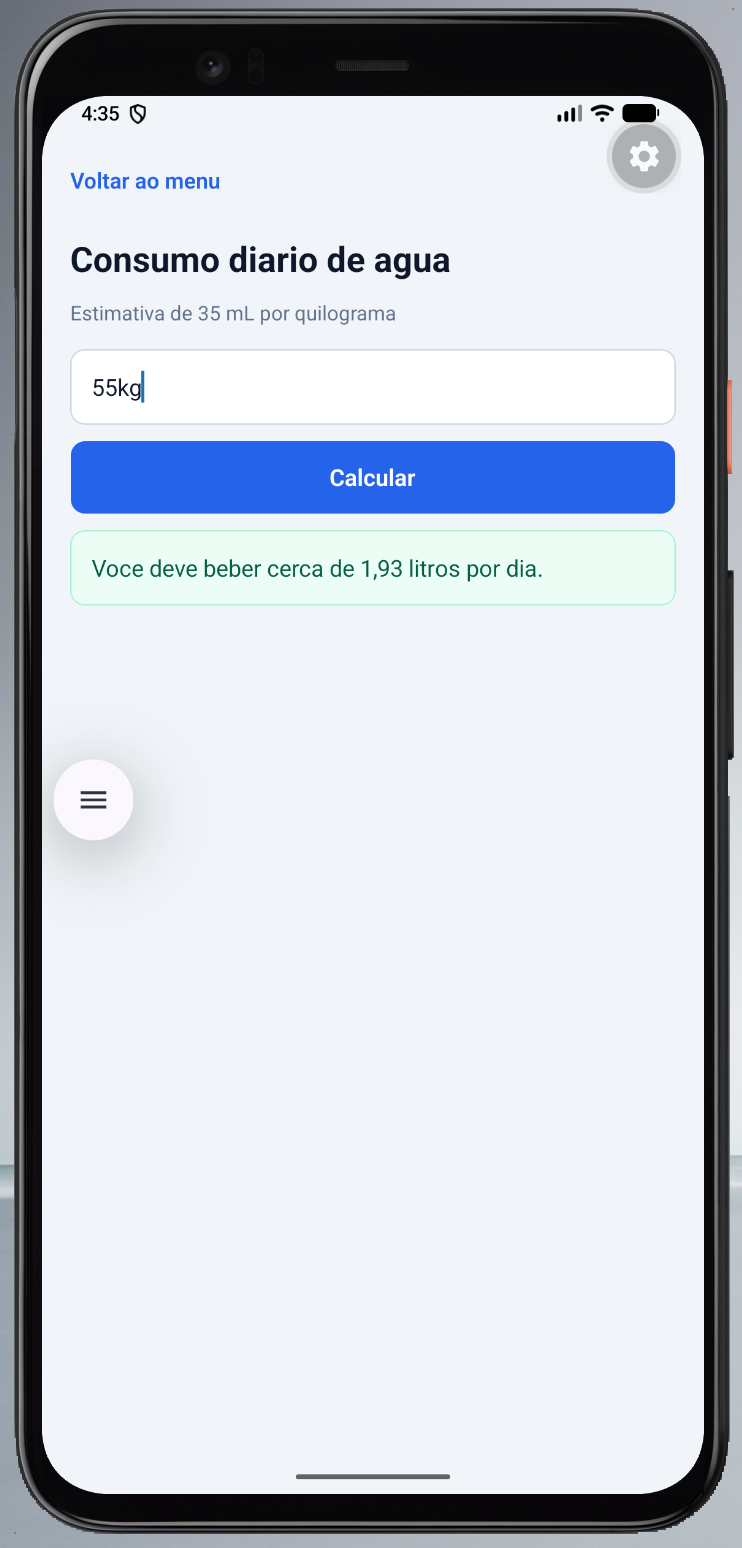 4:35
Voltar ao menu
Consumo diario de agua
Estimativa de 35 mL por quilograma
55kg
Calcular
Voce deve beber cerca de 1,93 litros por dia.